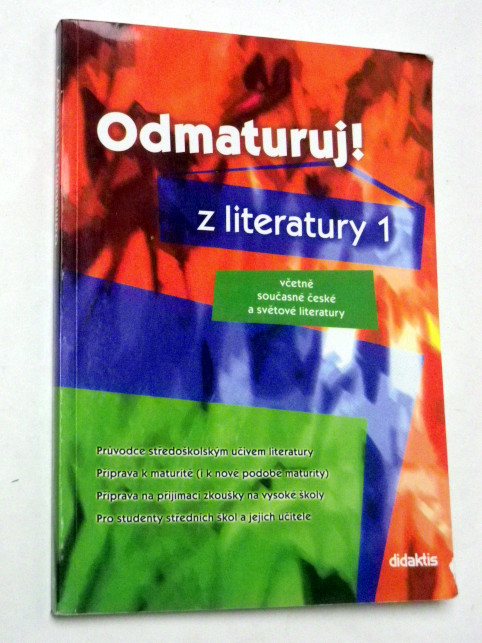 Odmaturuj!
z literatury 1
včetně
současné české
a světové literatury
Průvodce středoškolským učivem literatury
Příprava k maturitě (i k nové podobě maturity)
Příprava na přijímací zkoušky na vysoké školy
Pro studenty středních škol a jejich učitele
didaktis